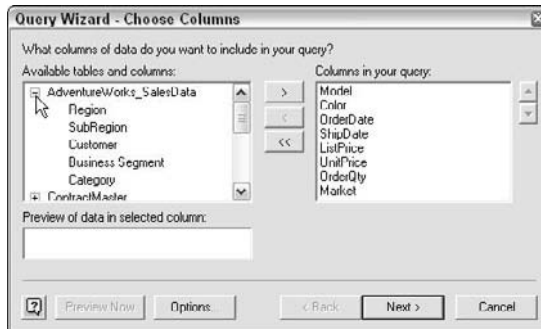 Query Wizard - Choose Columns
What columns of data do you want to include in your query?
Available tables and columns:
Columns in your query:
AdventureWorks_SalesData
Region
SubRegion
Customer
Business Segment
Category
ContractMaster
>
<
<<
Model
Color
OrderDate
ShipDate
ListPrice
UnitPrice
OrderQty
Market
Preview of data in selected column:
Preview Now
Options...
< Back
Next >
Cancel